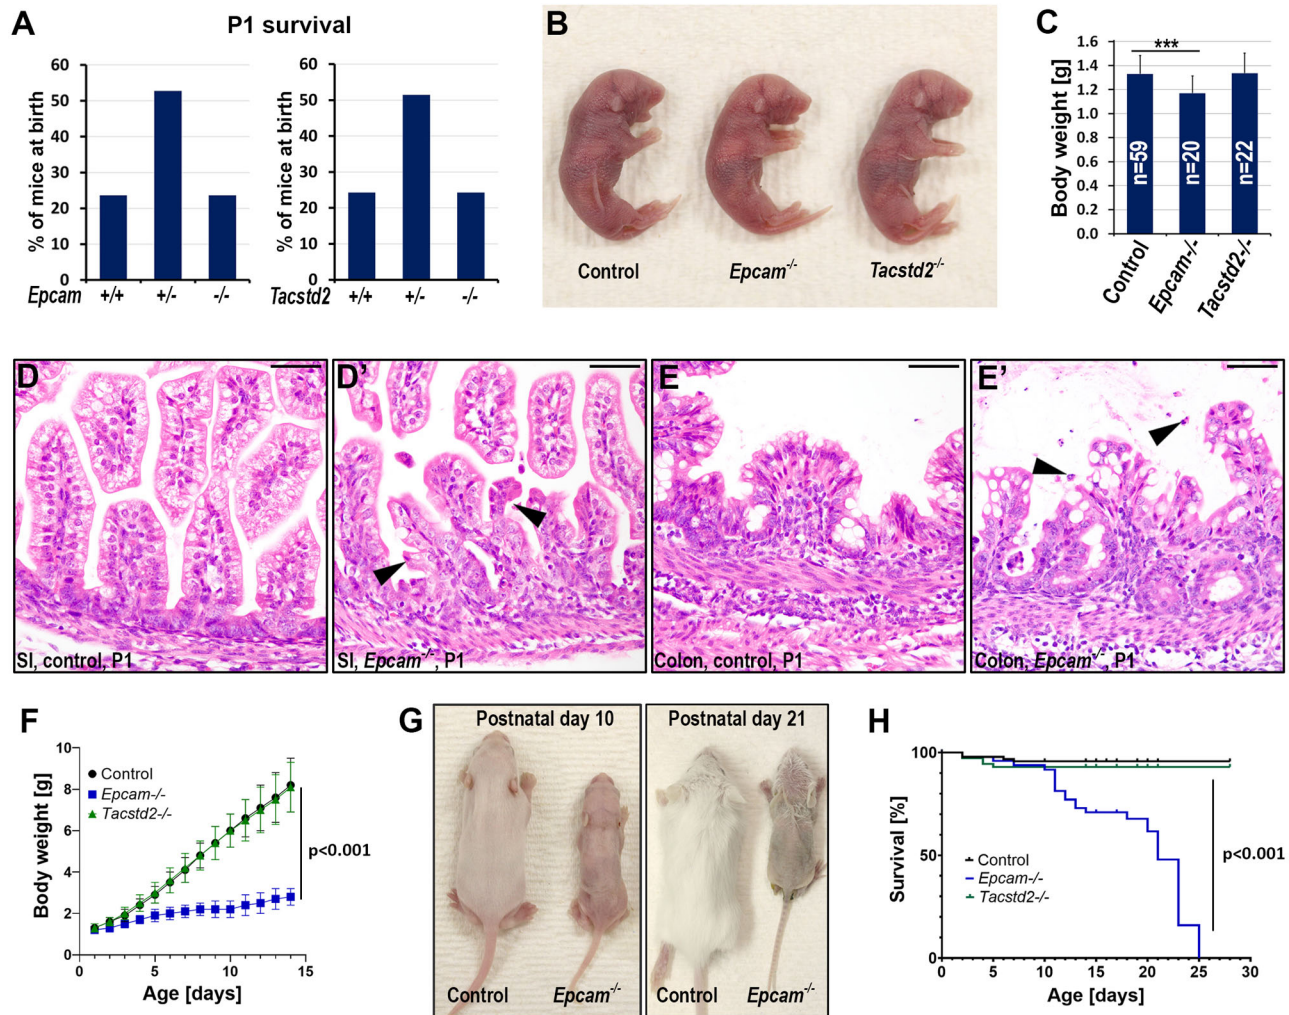 A
P1 survival
% of mice at birth
60
50
40
30
20
10
0
Epcam +/+ +/- -/-
% of mice at birth
60
50
40
30
20
10
0
Tacstd2 +/+ +/- -/-
B
Control Epcam-/- Tacstd2-/-
C
Body weight [g]
1.6
1.4
1.2
1.0
0.8
0.6
0.4
0.2
0.0
***
n=59 n=20 n=22
Control Epcam-/- Tacstd2-/-
D
SI, control, P1
D'
SI, Epcam-/-, P1
E
Colon, control, P1
E'
Colon, Epcam-/-, P1
F
Body weight [g]
10
8
6
4
2
0
Control
Epcam-/-
Tacstd2-/-
p<0.001
0 5 10 15
Age [days]
G
Postnatal day 10
Control Epcam-/-
Postnatal day 21
Control Epcam-/-
H
Survival [%]
100
50
0
Control
Epcam-/-
Tacstd2-/-
p<0.001
0 5 10 15 20 25 30
Age [days]